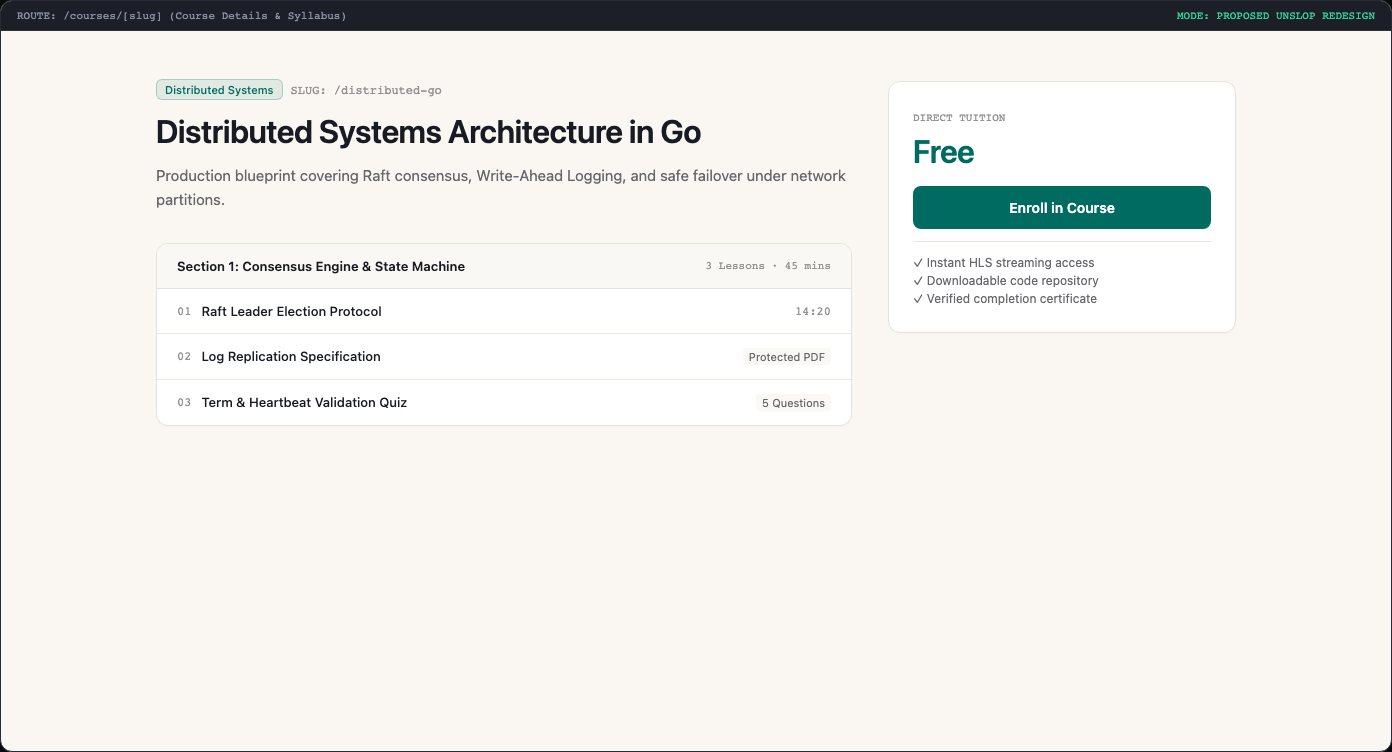 ROUTE: /courses/[slug] (Course Details & Syllabus)
MODE: PROPOSED UNSLOP REDESIGN
Distributed Systems
SLUG: /distributed-go
Distributed Systems Architecture in Go
Production blueprint covering Raft consensus, Write-Ahead Logging, and safe failover under network
partitions.
Section 1: Consensus Engine & State Machine
3 Lessons · 45 mins
01 Raft Leader Election Protocol
14:20
02 Log Replication Specification
Protected PDF
03 Term & Heartbeat Validation Quiz
5 Questions
DIRECT TUITION
Free
Enroll in Course
✓ Instant HLS streaming access
✓ Downloadable code repository
✓ Verified completion certificate